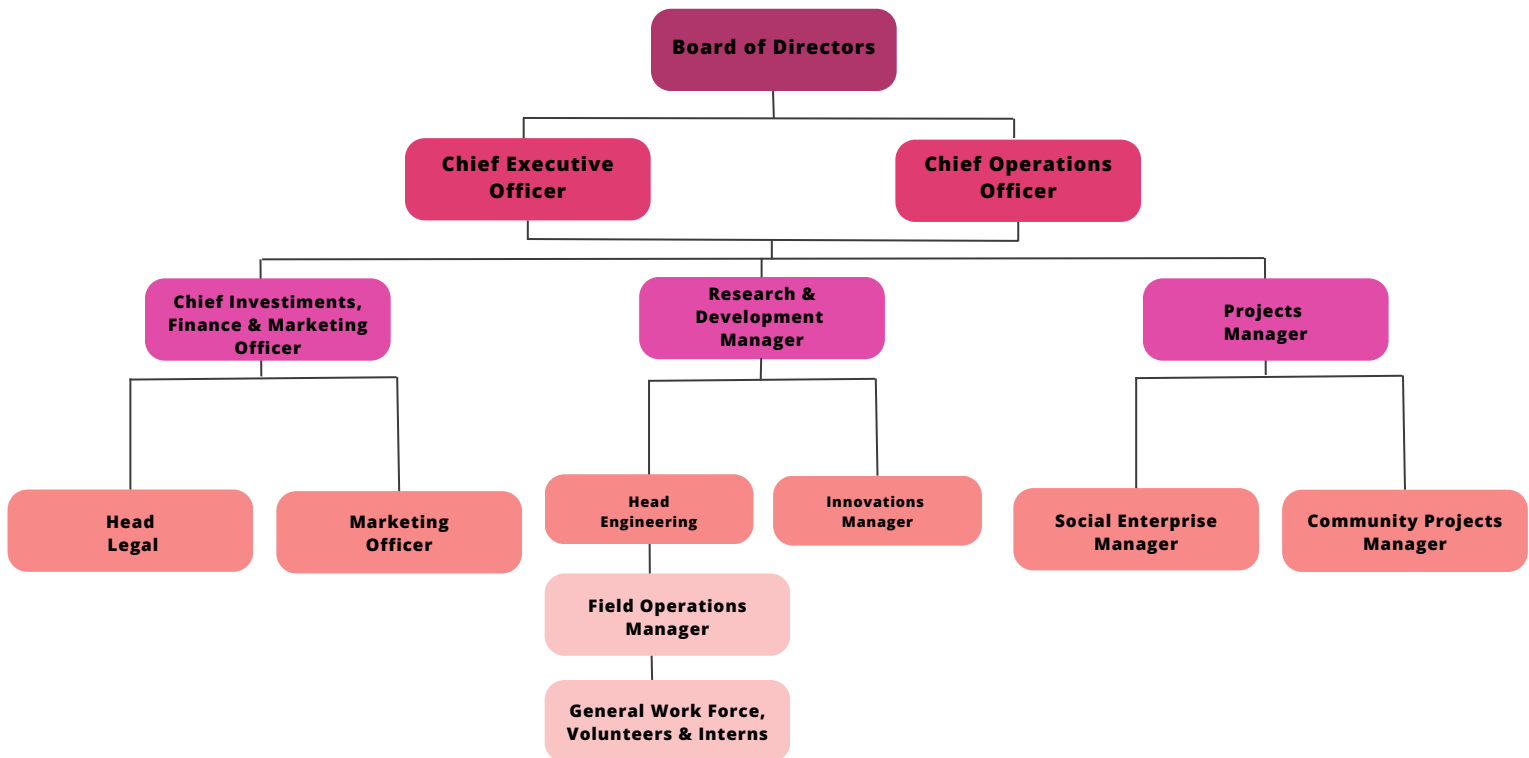 Board of Directors
Chief Executive
Officer
Chief Operations
Officer
Chief Investiments,
Finance & Marketing
Officer
Research &
Development
Manager
Projects
Manager
Head
Legal
Marketing
Officer
Head
Engineering
Innovations
Manager
Social Enterprise
Manager
Community Projects
Manager
Field Operations
Manager
General Work Force,
Volunteers & Interns